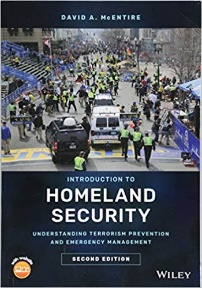 DAVID A. McENTIRE
INTRODUCTION TO
HOMELAND
SECURITY
UNDERSTANDING TERRORISM PREVENTION
AND EMERGENCY MANAGEMENT
SECOND EDITION
WILEY